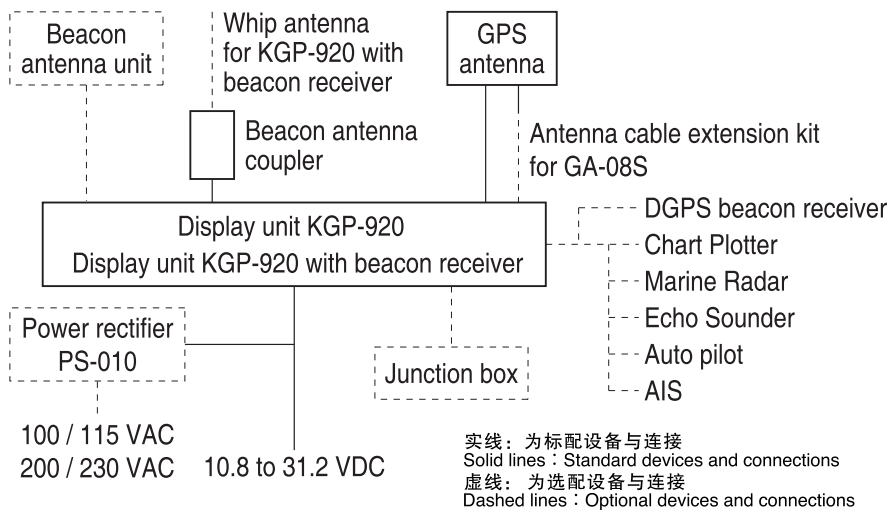 Beacon
antenna unit
Whip antenna
for KGP-920 with
beacon receiver
GPS
antenna
Beacon antenna
coupler
Antenna cable extension kit
for GA-08S
Display unit KGP-920
Display unit KGP-920 with beacon receiver
DGPS beacon receiver
Chart Plotter
Marine Radar
Echo Sounder
Auto pilot
AIS
Power rectifier
PS-010
Junction box
100 / 115 VAC
200 / 230 VAC
10.8 to 31.2 VDC
实线：为标配设备与连接
Solid lines：Standard devices and connections
虚线：为选配设备与连接
Dashed lines：Optional devices and connections